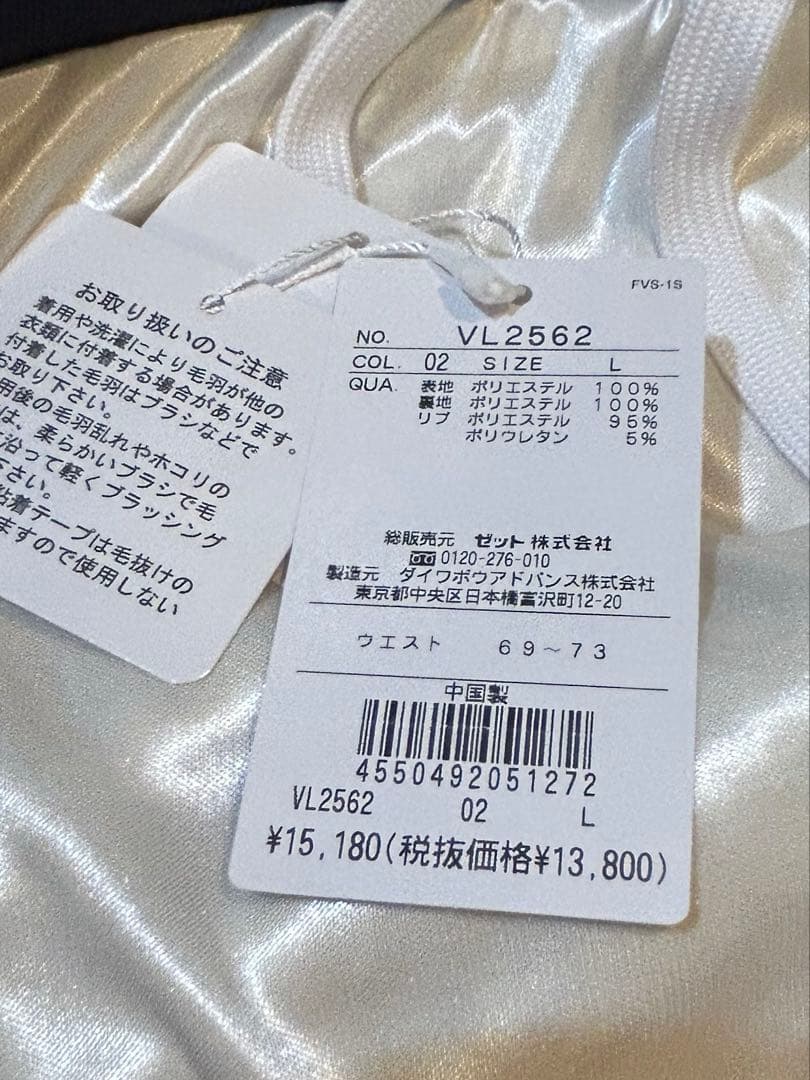 お取り扱いのご注意
着用や洗濯により毛羽が他の
衣類に付着する場合があります。
付着した毛羽はブラシなどで
お取り下さい。
用後の毛羽乱れやホコリの
は、柔らかいブラシで毛
沿って軽くブラッシング
さい。
粘着テープは毛抜けの
ますので使用しない
FVS-1S
NO. VL2562
COL. 02 SIZE L
QUA. 表地 ポリエステル 100%
裏地 ポリエステル 100%
リブ ポリエステル 95%
ポリウレタン 5%
総販売元 ゼット株式会社
0120-276-010
製造元 ダイワボウアドバンス株式会社
東京都中央区日本橋富沢町12-20
ウエスト 69~73
中国製
4550492051272
VL2562 02 L
¥15,180(税抜価格¥13,800)